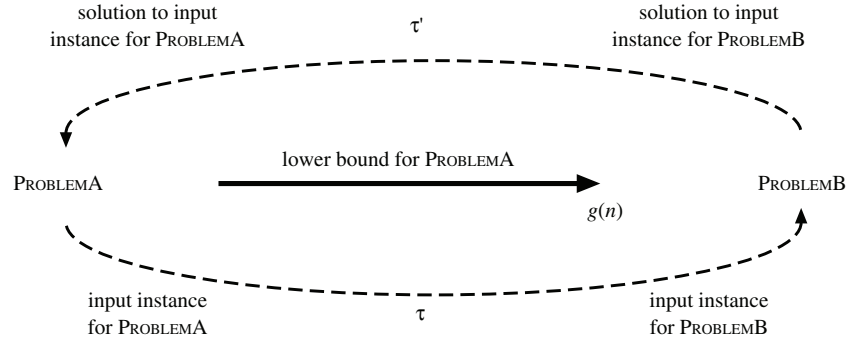 solution to input
instance for PROBLEMA
τ'
solution to input
instance for PROBLEMB
lower bound for PROBLEMA
PROBLEMA
PROBLEMB
g(n)
input instance
for PROBLEMA
τ
input instance
for PROBLEMB